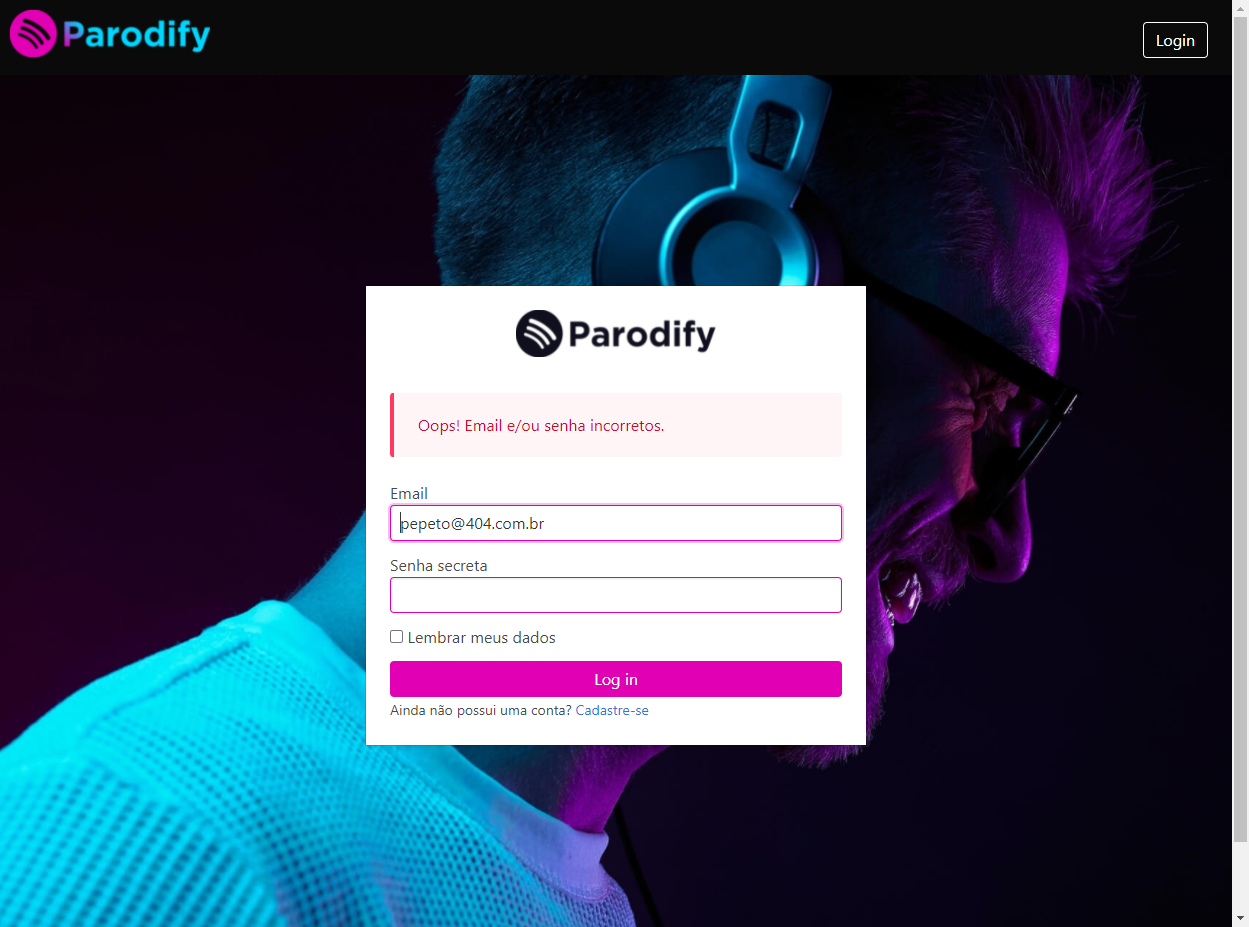 Parodify
Login
Parodify
Oops! Email e/ou senha incorretos.
Email
pepeto@404.com.br
Senha secreta
Lembrar meus dados
Log in
Ainda não possui uma conta? Cadastre-se